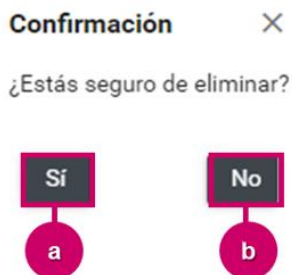 Confirmación ×
¿Estás seguro de eliminar?
Sí No
a b